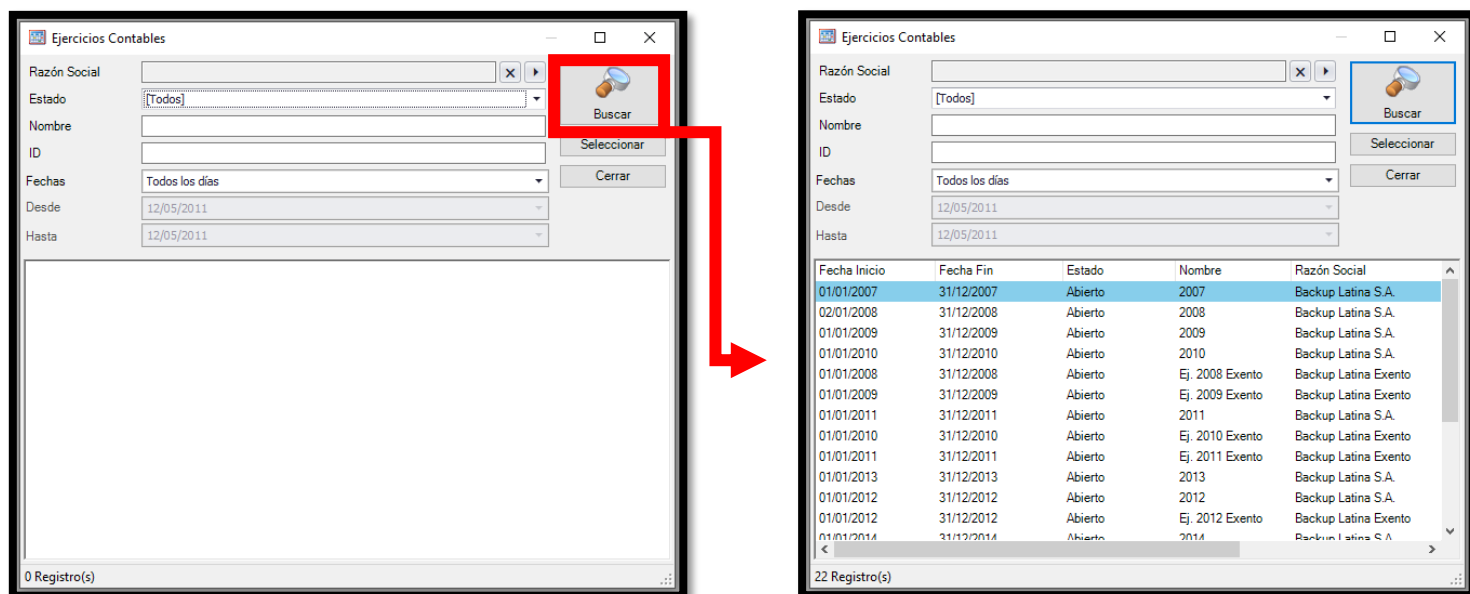 Ejercicios Contables
Razón Social
Estado [Todos]
Nombre
ID
Fechas Todos los días
Desde 12/05/2011
Hasta 12/05/2011
Buscar
Seleccionar
Cerrar
0 Registro(s)
Ejercicios Contables
Razón Social
Estado [Todos]
Nombre
ID
Fechas Todos los días
Desde 12/05/2011
Hasta 12/05/2011
Buscar
Seleccionar
Cerrar
Fecha Inicio Fecha Fin Estado Nombre Razón Social
01/01/2007 31/12/2007 Abierto 2007 Backup Latina S.A.
02/01/2008 31/12/2008 Abierto 2008 Backup Latina S.A.
01/01/2009 31/12/2009 Abierto 2009 Backup Latina S.A.
01/01/2010 31/12/2010 Abierto 2010 Backup Latina S.A.
01/01/2008 31/12/2008 Abierto Ej. 2008 Exento Backup Latina Exento
01/01/2009 31/12/2009 Abierto Ej. 2009 Exento Backup Latina Exento
01/01/2011 31/12/2011 Abierto 2011 Backup Latina S.A.
01/01/2010 31/12/2010 Abierto Ej. 2010 Exento Backup Latina Exento
01/01/2011 31/12/2011 Abierto Ej. 2011 Exento Backup Latina Exento
01/01/2013 31/12/2013 Abierto 2013 Backup Latina S.A.
01/01/2012 31/12/2012 Abierto 2012 Backup Latina S.A.
01/01/2012 31/12/2012 Abierto Ej. 2012 Exento Backup Latina Exento
01/01/2014 31/12/2014 Abierto 2014 Backup Latina S.A.
22 Registro(s)